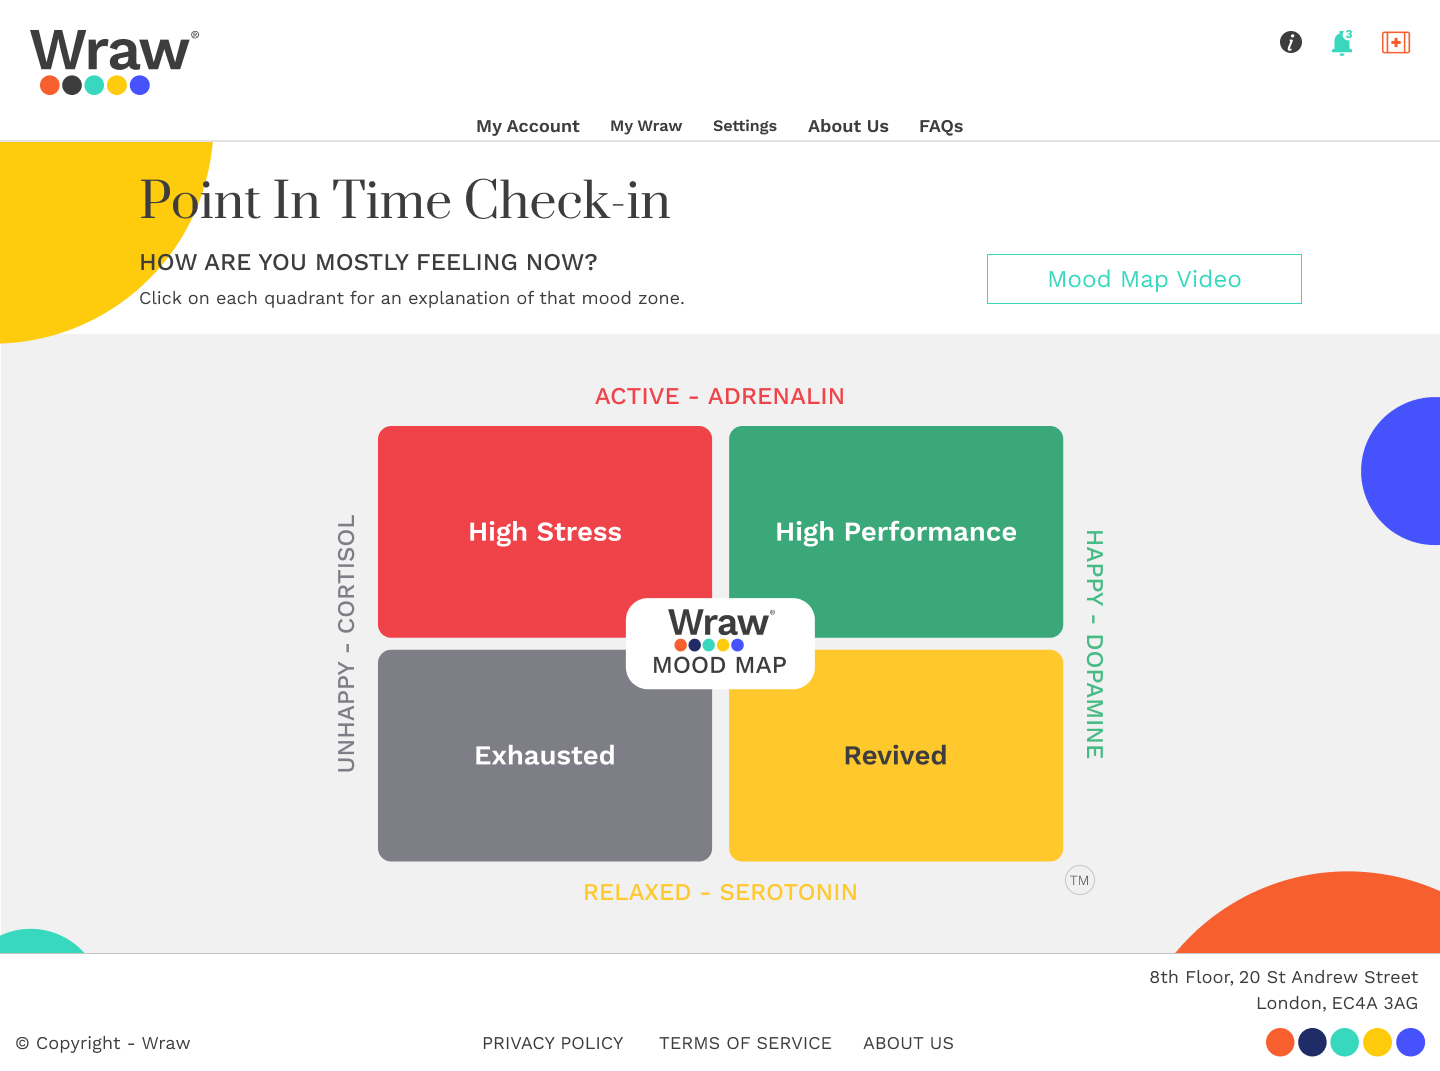 Wraw®
3
My Account My Wraw Settings About Us FAQs
Point In Time Check-in
HOW ARE YOU MOSTLY FEELING NOW?
Click on each quadrant for an explanation of that mood zone.
Mood Map Video
ACTIVE - ADRENALIN
UNHAPPY - CORTISOL
High Stress
High Performance
HAPPY - DOPAMINE
Wraw®
MOOD MAP
Exhausted
Revived
RELAXED - SEROTONIN
TM
8th Floor, 20 St Andrew Street
London, EC4A 3AG
© Copyright - Wraw
PRIVACY POLICY TERMS OF SERVICE ABOUT US